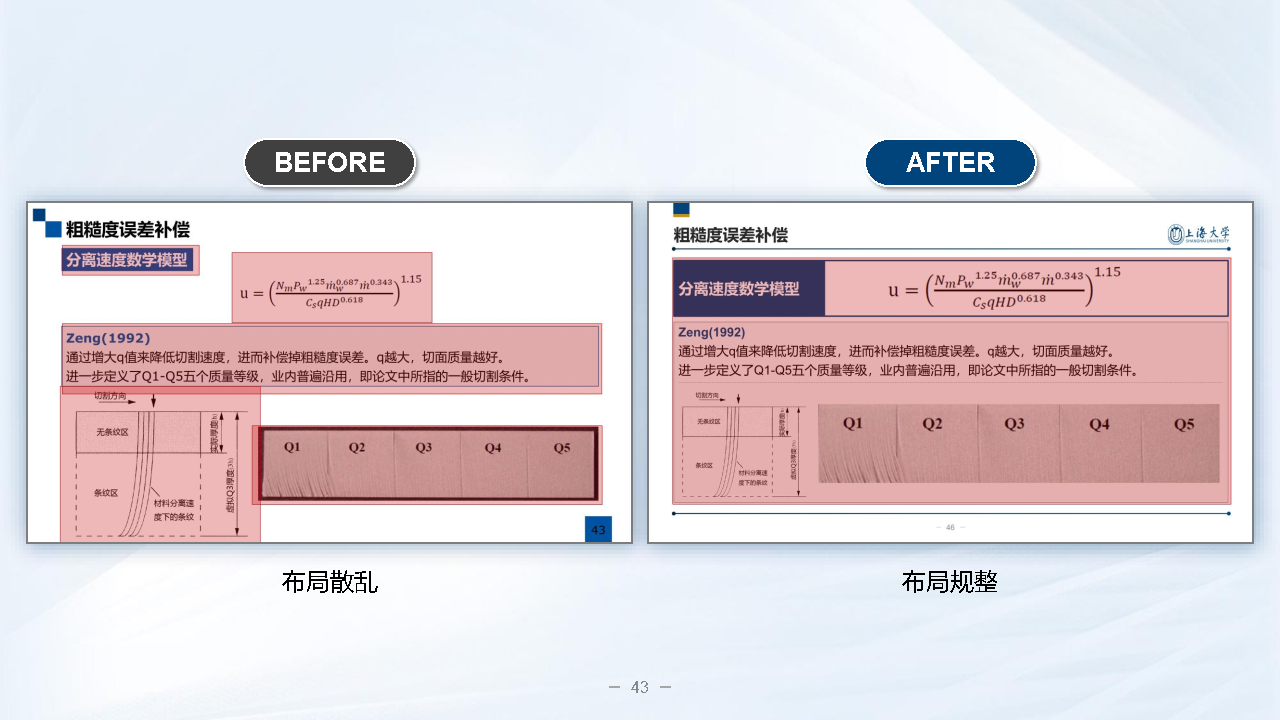 BEFORE
AFTER
粗糙度误差补偿
分离速度数学模型
u = (N_m P_w^1.25 ṁ_w^0.687 ṁ^0.343 / C_s qHD^0.618)^1.15
Zeng(1992)
通过增大q值来降低切割速度，进而补偿掉粗糙度误差。q越大，切面质量越好。
进一步定义了Q1-Q5五个质量等级，业内普遍沿用，即论文中所指的一般切割条件。
切割方向
无条纹区
实际厚度(h)
条纹区
虚拟Q3厚度(3h)
材料分离速
度下的条纹
Q1 Q2 Q3 Q4 Q5
43
布局散乱
粗糙度误差补偿
上海大学
SHANGHAI UNIVERSITY
分离速度数学模型
u = (N_m P_w^1.25 ṁ_w^0.687 ṁ^0.343 / C_s qHD^0.618)^1.15
Zeng(1992)
通过增大q值来降低切割速度，进而补偿掉粗糙度误差。q越大，切面质量越好。
进一步定义了Q1-Q5五个质量等级，业内普遍沿用，即论文中所指的一般切割条件。
切割方向
无条纹区
实际厚度(h)
条纹区
虚拟Q3厚度(3h)
材料分离速
度下的条纹
Q1 Q2 Q3 Q4 Q5
— 46 —
布局规整
— 43 —